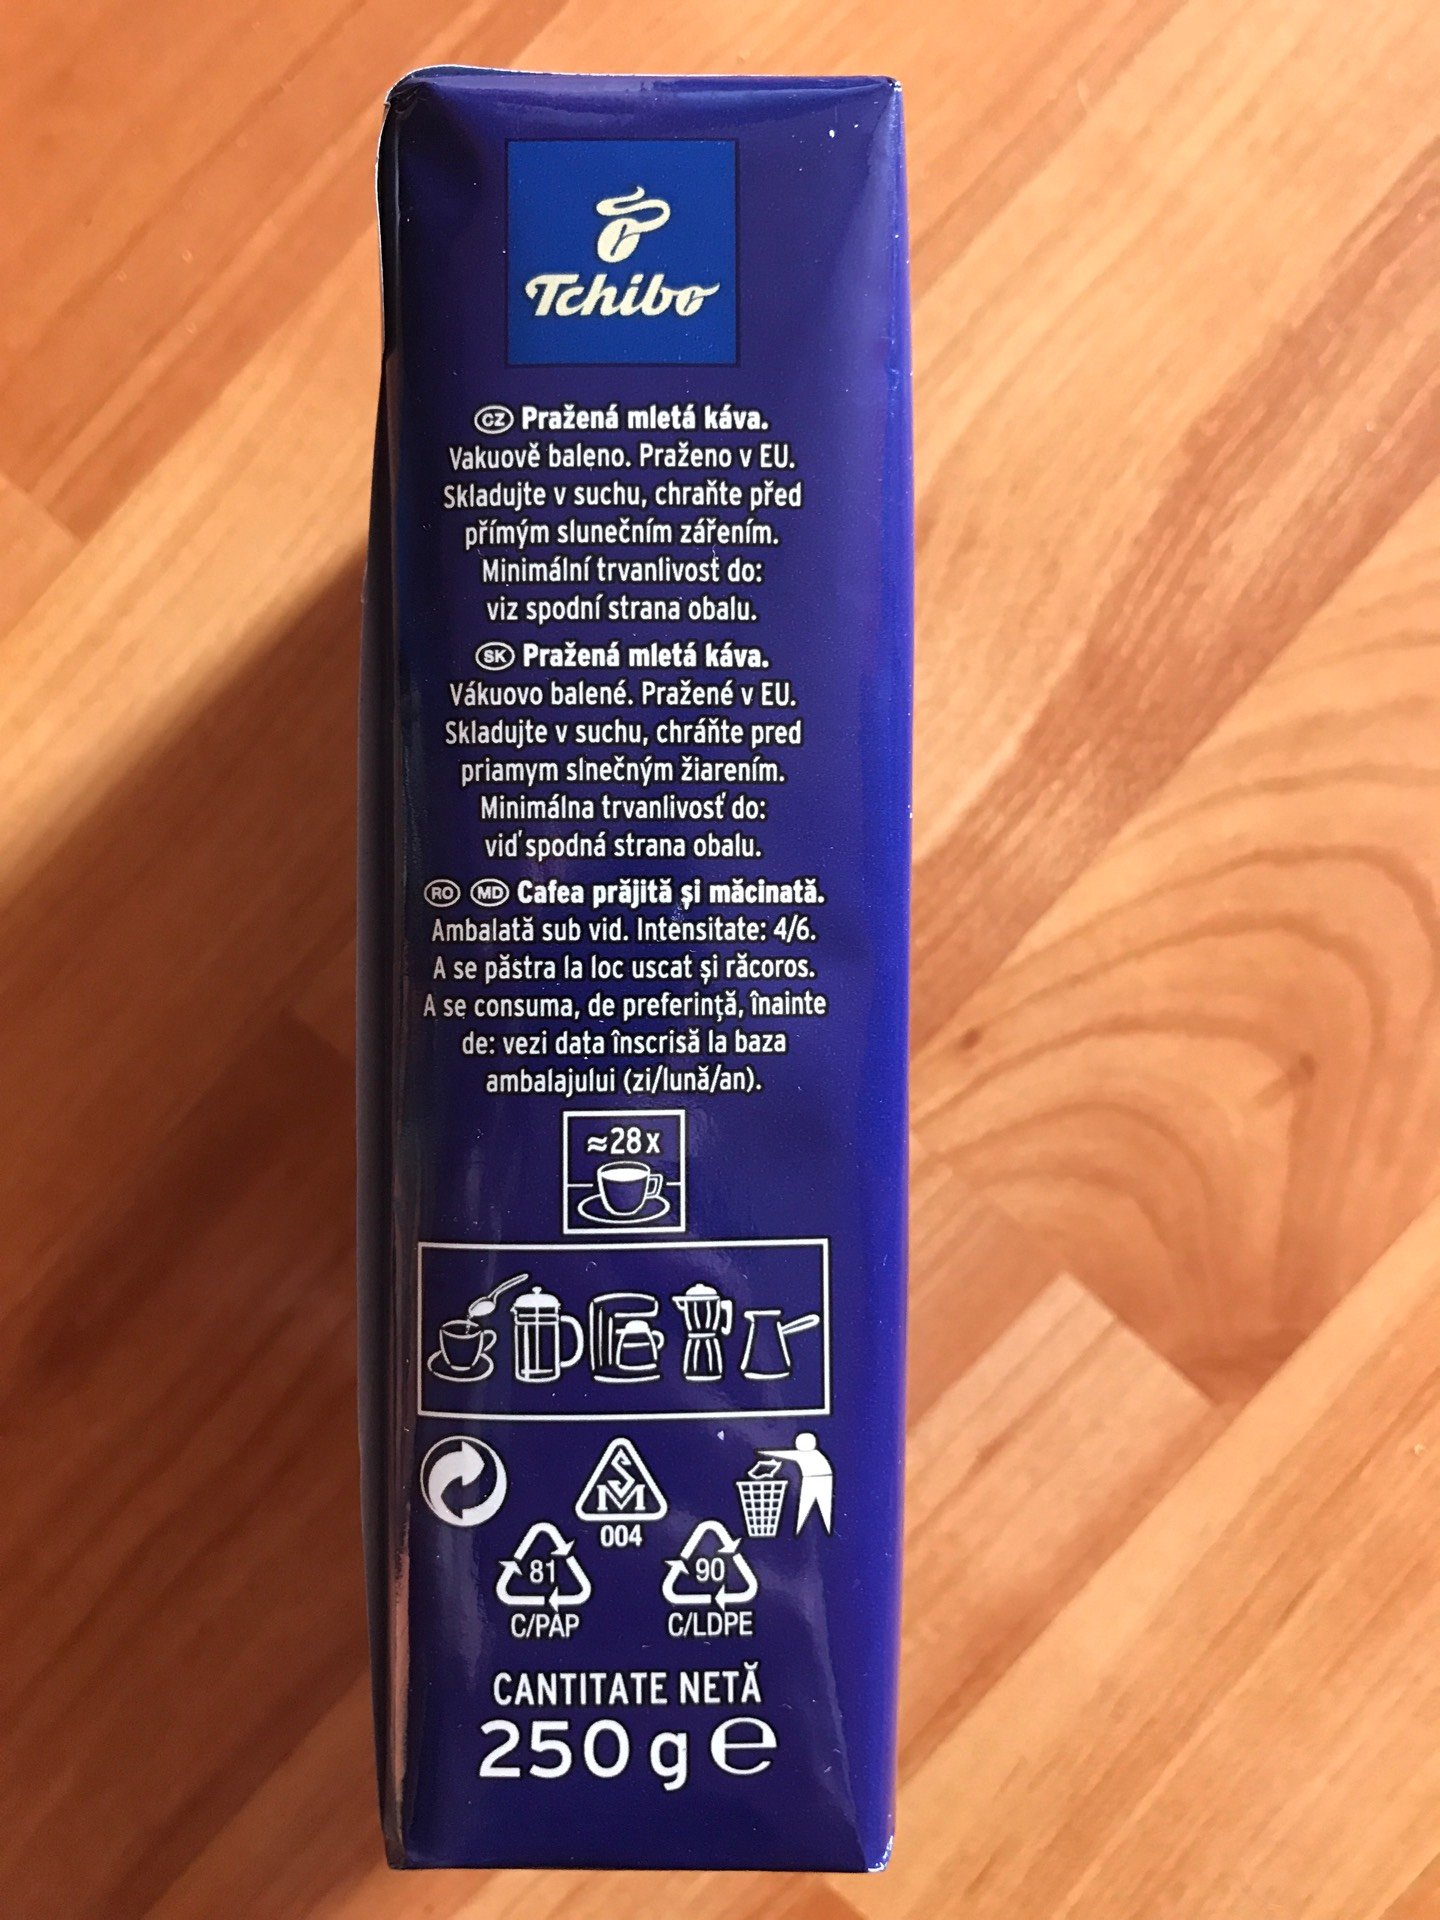 Tchibo
CZ Pražená mletá káva.
Vakuově baleno. Praženo v EU.
Skladujte v suchu, chraňte před
přímým slunečním zářením.
Minimální trvanlivost do:
viz spodní strana obalu.
SK Pražená mletá káva.
Vákuovo balené. Pražené v EU.
Skladujte v suchu, chráňte pred
priamym slnečným žiarením.
Minimálna trvanlivosť do:
viď spodná strana obalu.
RO MD Cafea prăjită și măcinată.
Ambalată sub vid. Intensitate: 4/6.
A se păstra la loc uscat și răcoros.
A se consuma, de preferință, înainte
de: vezi data înscrisă la baza
ambalajului (zi/lună/an).
≈28x
SM
004
81 90
C/PAP C/LDPE
CANTITATE NETĂ
250 g e